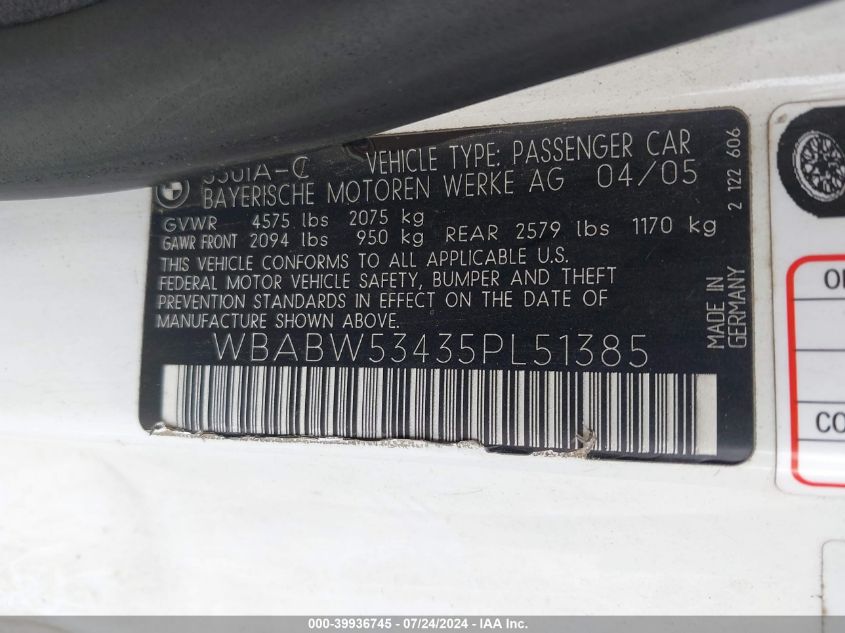 330IA-C VEHICLE TYPE: PASSENGER CAR
BAYERISCHE MOTOREN WERKE AG 04/05
GVWR 4575 lbs 2075 kg
GAWR FRONT 2094 lbs 950 kg REAR 2579 lbs 1170 kg
THIS VEHICLE CONFORMS TO ALL APPLICABLE U.S.
FEDERAL MOTOR VEHICLE SAFETY, BUMPER AND THEFT
PREVENTION STANDARDS IN EFFECT ON THE DATE OF
MANUFACTURE SHOWN ABOVE.
WBABW53435PL51385
MADE IN
GERMANY
2 122 606
CO
000-39936745 - 07/24/2024 - IAA Inc.